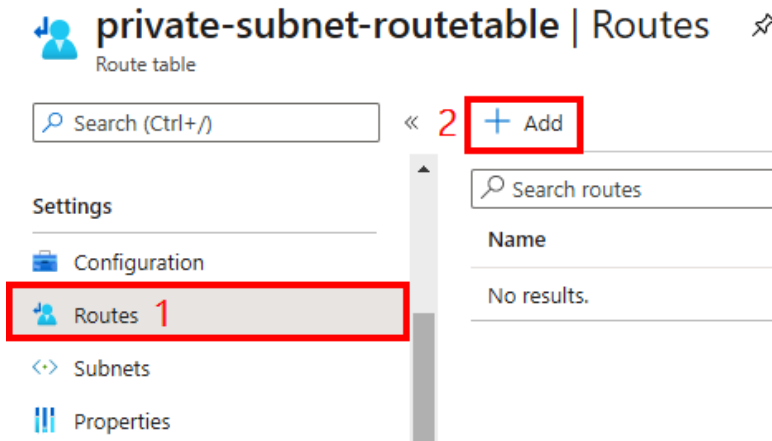 private-subnet-routetable | Routes
Route table
Search (Ctrl+/)
«
2
+ Add
Search routes
Settings
Name
Configuration
No results.
Routes 1
Subnets
Properties